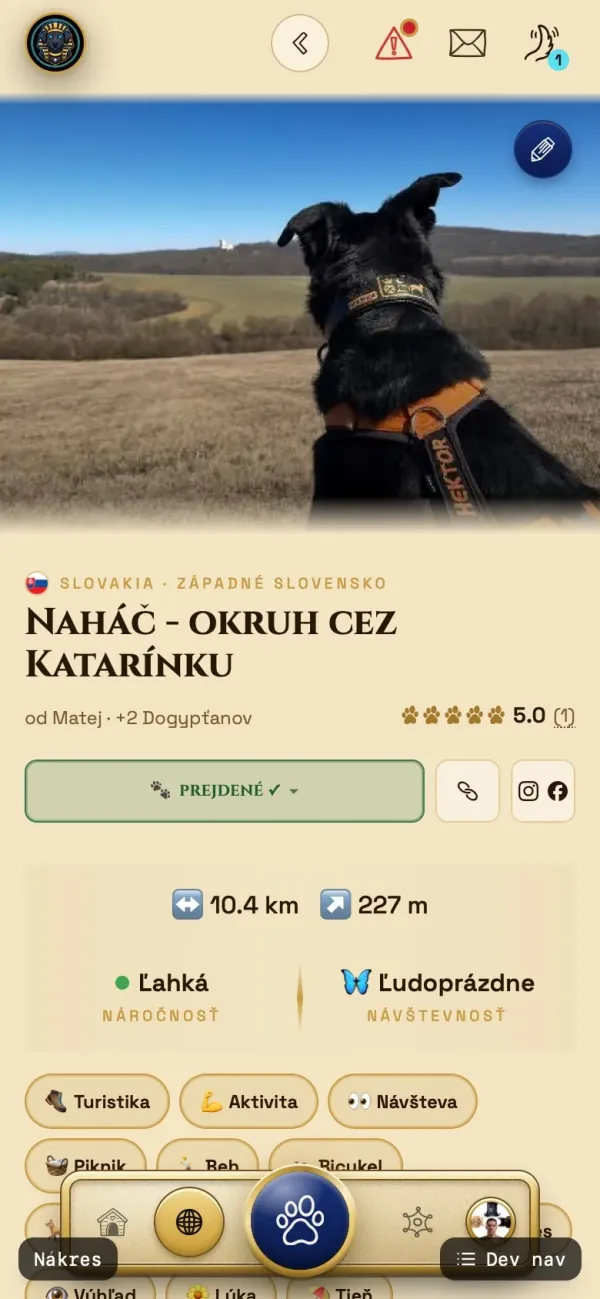 1
HEKTOR
SLOVAKIA · ZÁPADNÉ SLOVENSKO
NAHÁČ - OKRUH CEZ
KATARÍNKU
od Matej · +2 Dogypťanov
5.0 (1)
PREJDENÉ ✓
10.4 km 227 m
Ľahká Ľudoprázdne
NÁROČNOSŤ NÁVŠTEVNOSŤ
Turistika Aktivita Návšteva
Piknik Beh Bicykel
Nákres Dev nav
Výhľad Lúka Tieň